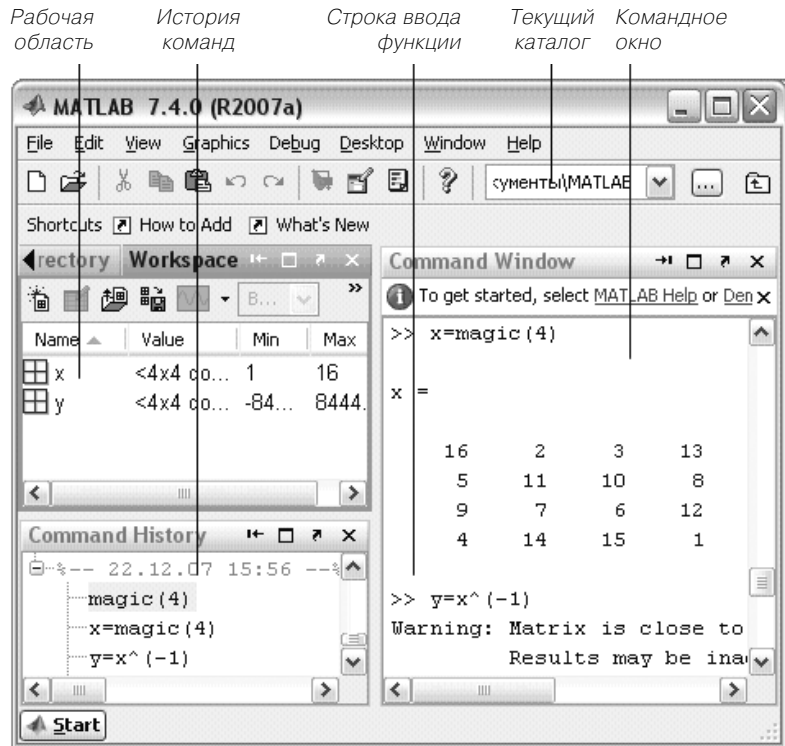 Рабочая область
История команд
Строка ввода функции
Текущий каталог
Командное окно
MATLAB 7.4.0 (R2007a)
File Edit View Graphics Debug Desktop Window Help
? сументы\MATLAB ...
Shortcuts How to Add What's New
rectory Workspace
B... »
Name Value Min Max
x <4x4 do... 1 16
y <4x4 do... -84... 8444.
Command History
%-- 22.12.07 15:56 --%
magic(4)
x=magic(4)
y=x^(-1)
Command Window
To get started, select MATLAB Help or Den
>> x=magic(4)
x =
16 2 3 13
5 11 10 8
9 7 6 12
4 14 15 1
>> y=x^(-1)
Warning: Matrix is close to
Results may be ina
Start